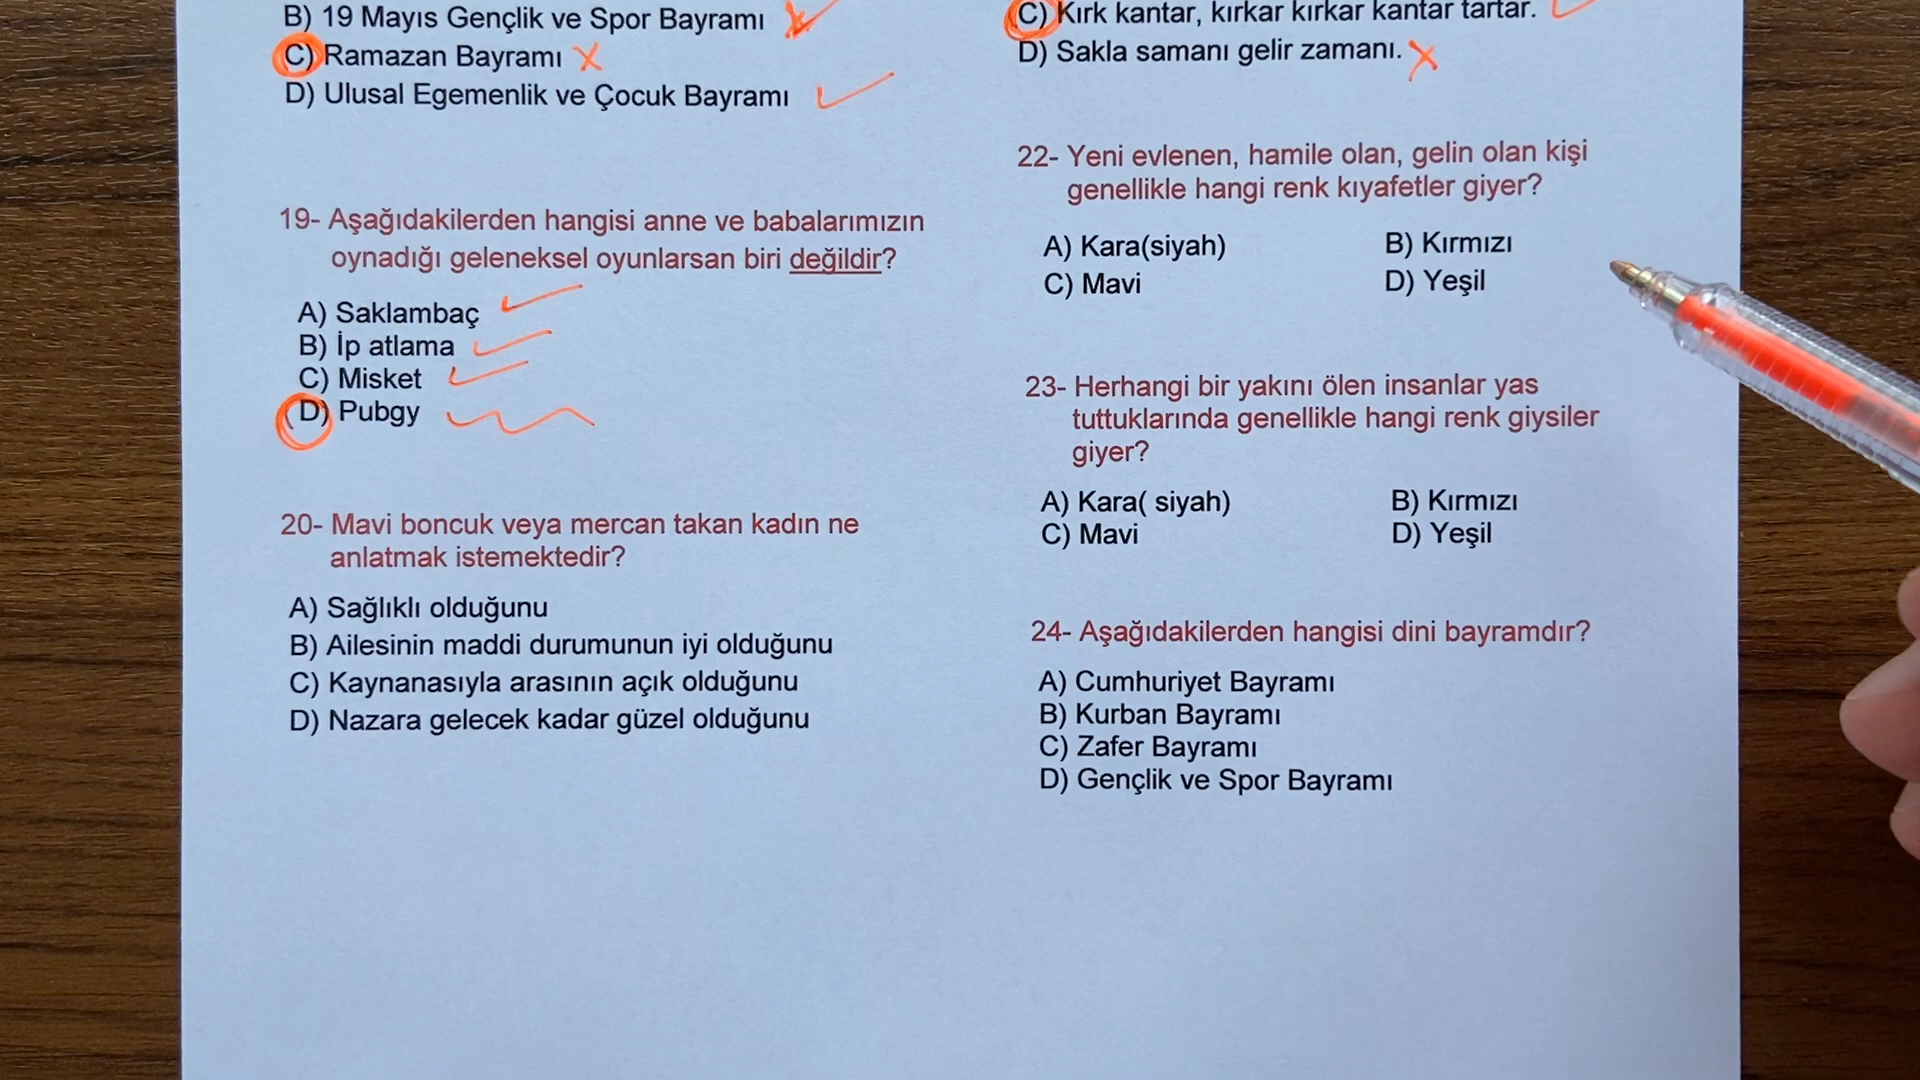 B) 19 Mayıs Gençlik ve Spor Bayramı
C) Ramazan Bayramı
D) Ulusal Egemenlik ve Çocuk Bayramı
19- Aşağıdakilerden hangisi anne ve babalarımızın
oynadığı geleneksel oyunlarsan biri değildir?
A) Saklambaç
B) İp atlama
C) Misket
D) Pubgy
20- Mavi boncuk veya mercan takan kadın ne
anlatmak istemektedir?
A) Sağlıklı olduğunu
B) Ailesinin maddi durumunun iyi olduğunu
C) Kaynanasıyla arasının açık olduğunu
D) Nazara gelecek kadar güzel olduğunu
C) Kırk kantar, kırkar kırkar kantar tartar.
D) Sakla samanı gelir zamanı.
22- Yeni evlenen, hamile olan, gelin olan kişi
genellikle hangi renk kıyafetler giyer?
A) Kara(siyah) B) Kırmızı
C) Mavi D) Yeşil
23- Herhangi bir yakını ölen insanlar yas
tuttuklarında genellikle hangi renk giysiler
giyer?
A) Kara( siyah) B) Kırmızı
C) Mavi D) Yeşil
24- Aşağıdakilerden hangisi dini bayramdır?
A) Cumhuriyet Bayramı
B) Kurban Bayramı
C) Zafer Bayramı
D) Gençlik ve Spor Bayramı